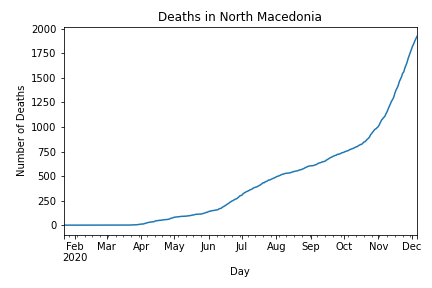 Deaths in North Macedonia
Number of Deaths
2000
1750
1500
1250
1000
750
500
250
0
Feb Mar Apr May Jun Jul Aug Sep Oct Nov Dec
2020
Day